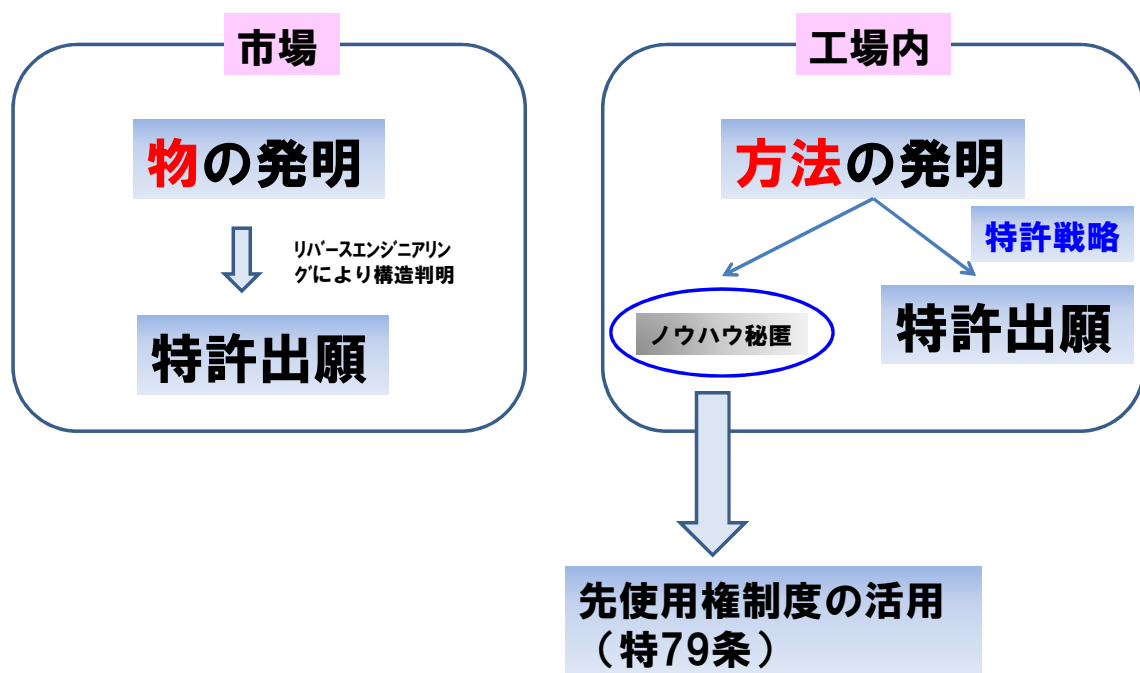 市場
物の発明
リバースエンジニアリン
グにより構造判明
特許出願
工場内
方法の発明
特許戦略
ノウハウ秘匿
特許出願
先使用権制度の活用
（特79条）